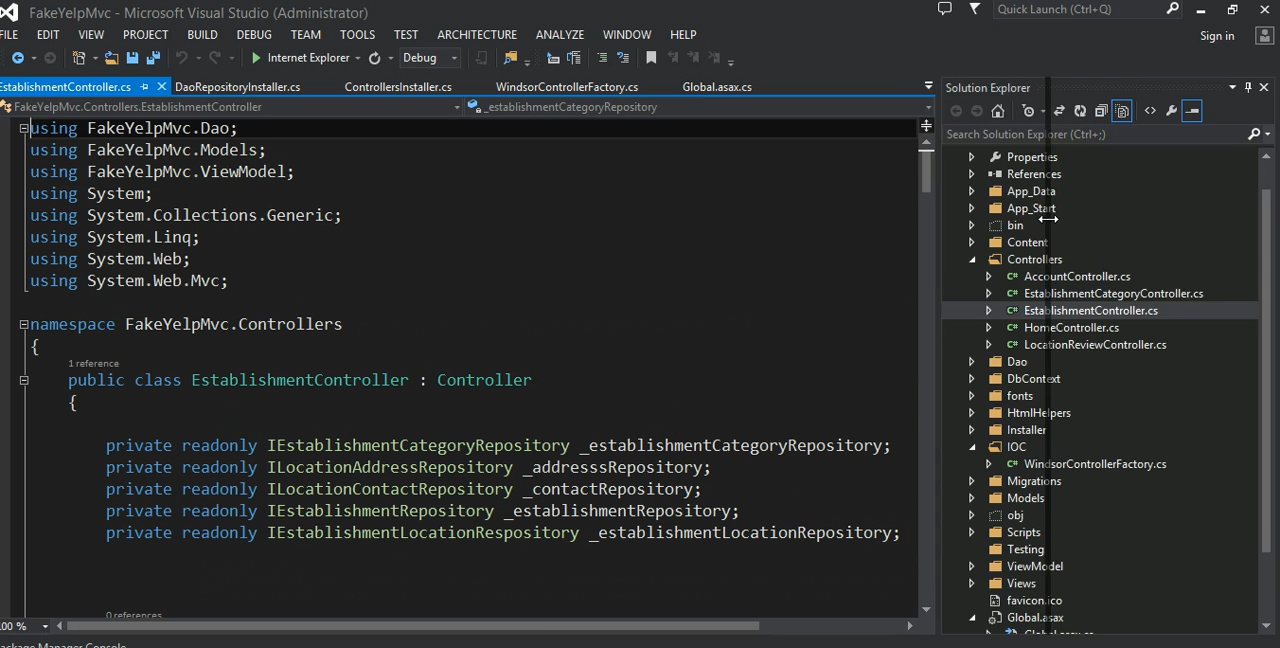 FakeYelpMvc - Microsoft Visual Studio (Administrator)
Quick Launch (Ctrl+Q)
FILE EDIT VIEW PROJECT BUILD DEBUG TEAM TOOLS TEST ARCHITECTURE ANALYZE WINDOW HELP
Sign in
Internet Explorer
Debug
EstablishmentController.cs DaoRepositoryInstaller.cs ControllersInstaller.cs WindsorControllerFactory.cs Global.asax.cs
FakeYelpMvc.Controllers.EstablishmentController
_establishmentCategoryRepository
using FakeYelpMvc.Dao;
using FakeYelpMvc.Models;
using FakeYelpMvc.ViewModel;
using System;
using System.Collections.Generic;
using System.Linq;
using System.Web;
using System.Web.Mvc;
namespace FakeYelpMvc.Controllers
{
1 reference
public class EstablishmentController : Controller
{
private readonly IEstablishmentCategoryRepository _establishmentCategoryRepository;
private readonly ILocationAddressRepository _addresssRepository;
private readonly ILocationContactRepository _contactRepository;
private readonly IEstablishmentRepository _establishmentRepository;
private readonly IEstablishmentLocationRespository _establishmentLocationRepository;
0 references
00 %
Package Manager Console
Solution Explorer
Search Solution Explorer (Ctrl+;)
Properties
References
App_Data
App_Start
bin
Content
Controllers
C# AccountController.cs
C# EstablishmentCategoryController.cs
C# EstablishmentController.cs
C# HomeController.cs
C# LocationReviewController.cs
Dao
DbContext
fonts
HtmlHelpers
Installer
IOC
C# WindsorControllerFactory.cs
Migrations
Models
obj
Scripts
Testing
ViewModel
Views
favicon.ico
Global.asax
Global.asax.cs